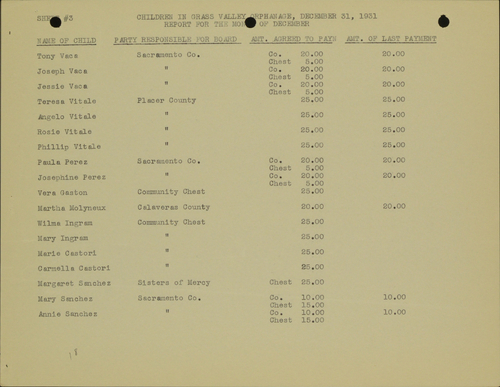 #3 CHILDREN IN GRASS VALLEY ORPHANAGE, DECEMBER 31, 1931
REPORT FOR THE OF DECEMBER
NAME OF CHILD PARTY RESPONSIBLE FOR BOARD AMT. AGREED TO PAYS AMT. OF LAST PAYMENT
Tony Vaca Sacramento Co. Co. 20.00 20.00
Chest 5.00
Joseph Vaca " Co. 20.00 20.00
Chest 5.00
Jessie Vaca " Co. 20.00 20.00
Chest 5.00
Teresa Vitale Placer County 25.00 25.00
Angelo Vitale " 25.00 25.00
Rosie Vitale " 25.00 25.00
Phillip Vitale " 25.00 25.00
Paula Perez Sacramento Co. Co. 20.00 20.00
Chest 5.00
Josephine Perez " Co. 20.00 20.00
Chest 5.00
Vera Gaston Community Chest 25.00
Martha Molyneux Calaveras County 20.00 20.00
Wilma Ingram Community Chest 25.00
Mary Ingram " 25.00
Marie Castori " 25.00
Carmella Castori " 25.00
Margaret Sanchez Sisters of Mercy Chest 25.00
Mary Sanchez Sacramento Co. Co. 10.00 10.00
Chest 15.00
Annie Sanchez " Co. 10.00 10.00
Chest 15.00
18